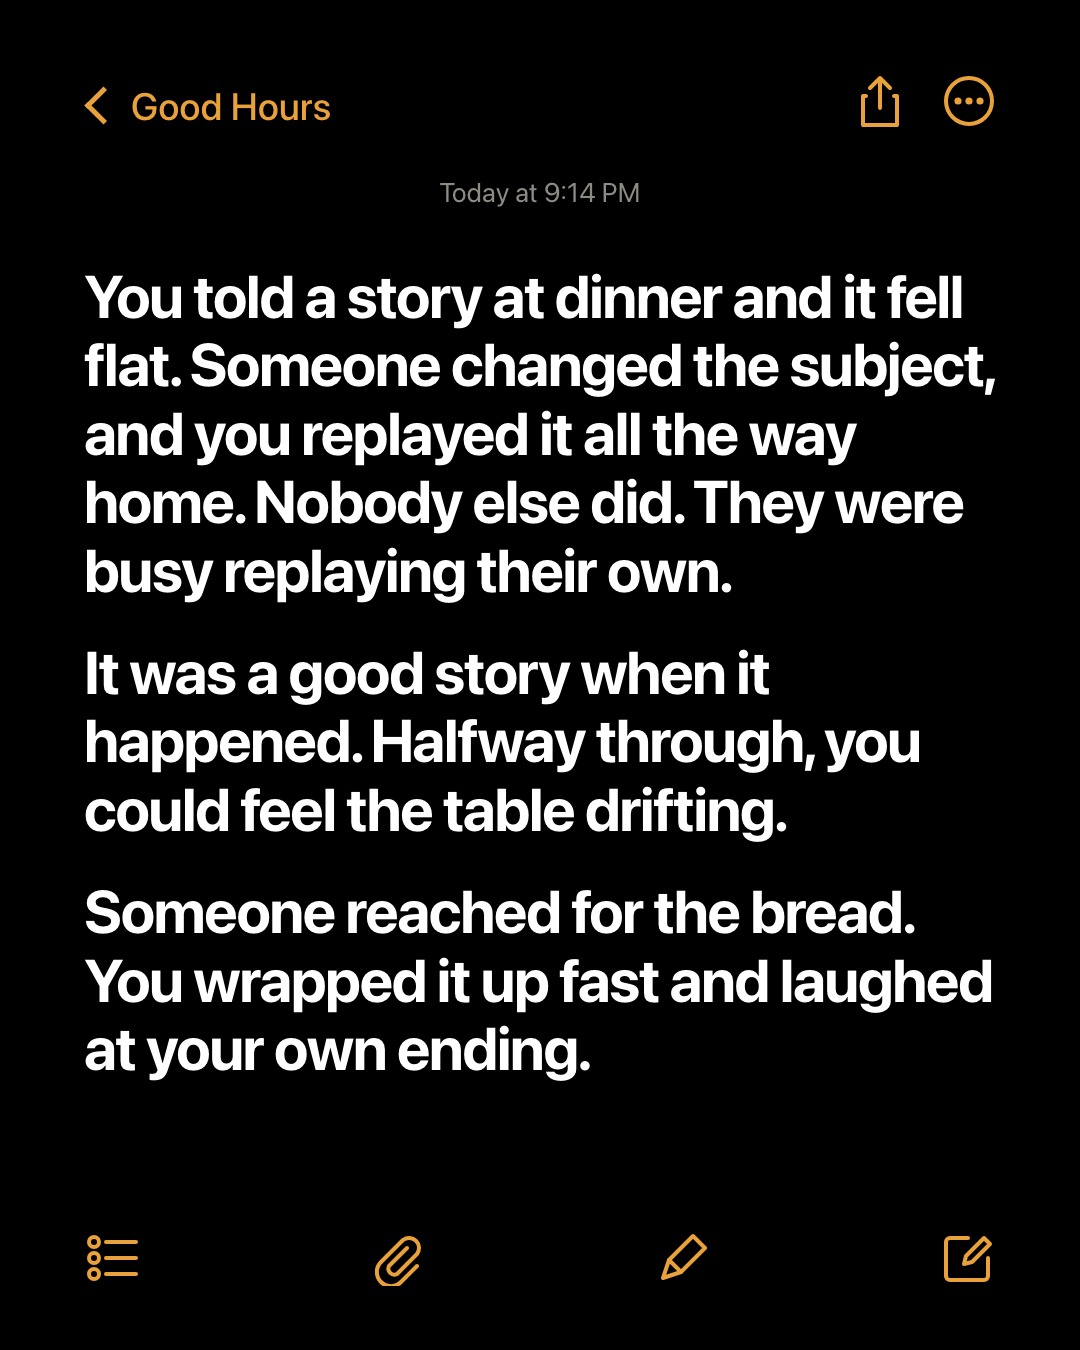 Good Hours
Today at 9:14 PM
You told a story at dinner and it fell
flat. Someone changed the subject,
and you replayed it all the way
home. Nobody else did. They were
busy replaying their own.
It was a good story when it
happened. Halfway through, you
could feel the table drifting.
Someone reached for the bread.
You wrapped it up fast and laughed
at your own ending.